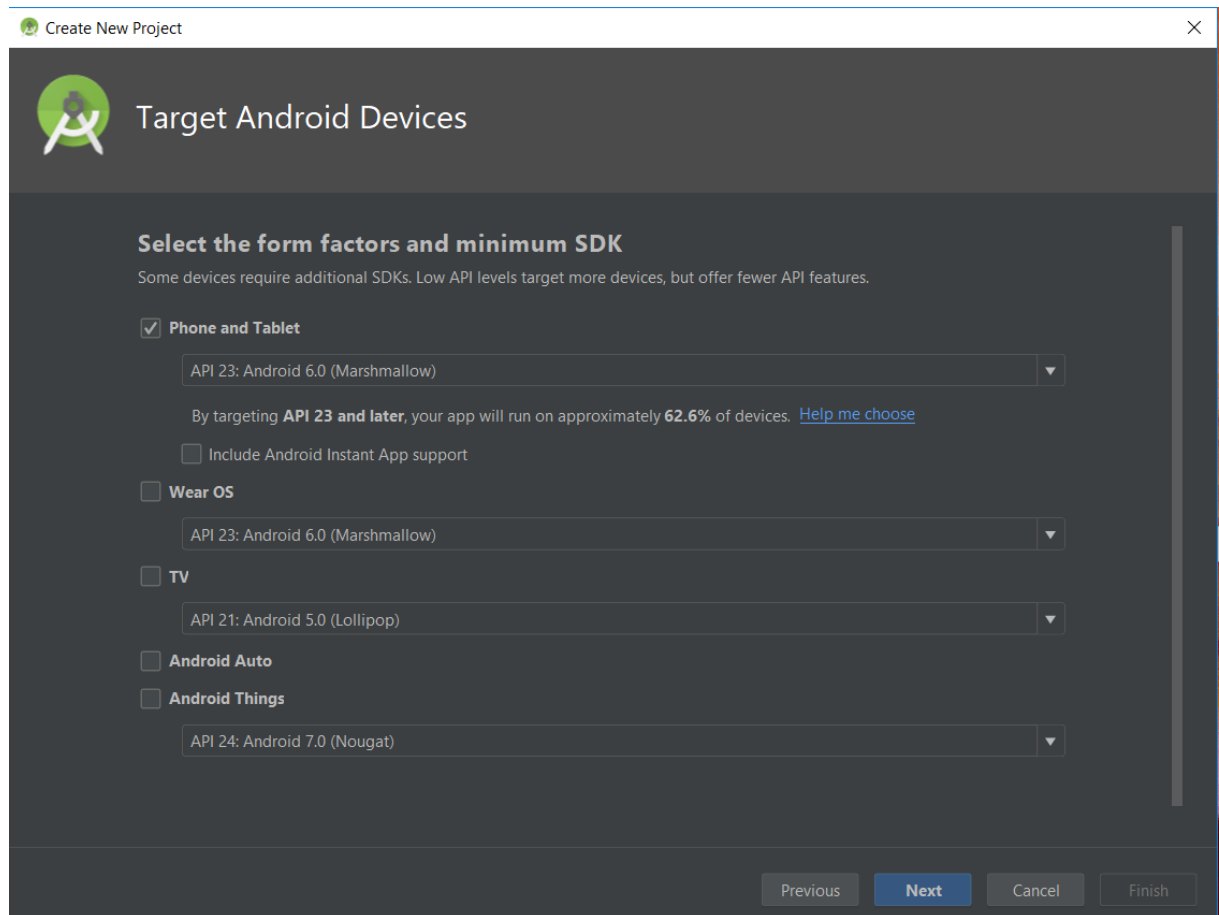 Create New Project
Target Android Devices
Select the form factors and minimum SDK
Some devices require additional SDKs. Low API levels target more devices, but offer fewer API features.
Phone and Tablet
API 23: Android 6.0 (Marshmallow)
By targeting API 23 and later, your app will run on approximately 62.6% of devices. Help me choose
Include Android Instant App support
Wear OS
API 23: Android 6.0 (Marshmallow)
TV
API 21: Android 5.0 (Lollipop)
Android Auto
Android Things
API 24: Android 7.0 (Nougat)
Previous Next Cancel Finish